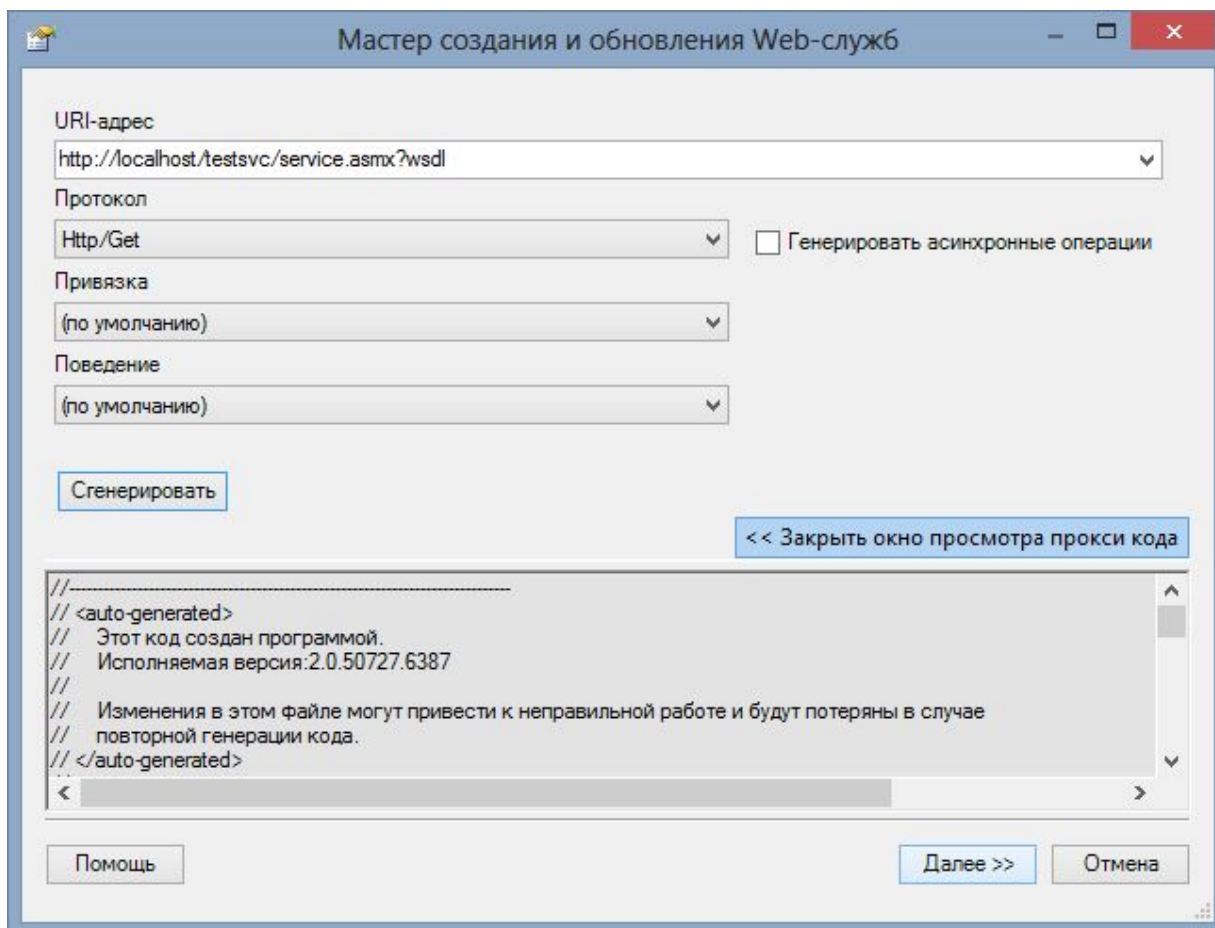 Мастер создания и обновления Web-служб
URI-адрес
http://localhost/testsvc/service.asmx?wsdl
Протокол
Http/Get
Генерировать асинхронные операции
Привязка
(по умолчанию)
Поведение
(по умолчанию)
Сгенерировать
<< Закрыть окно просмотра прокси кода
//------------------------------------------------------------------------------
// <auto-generated>
//     Этот код создан программой.
//     Исполняемая версия:2.0.50727.6387
//
//     Изменения в этом файле могут привести к неправильной работе и будут потеряны в случае
//     повторной генерации кода.
// </auto-generated>
Помощь
Далее >>
Отмена